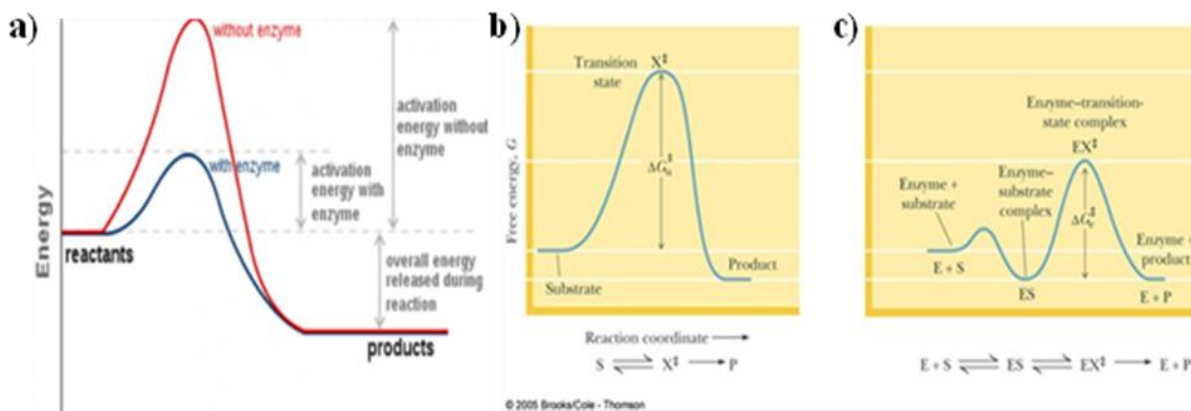 a)
without enzyme
with enzyme
activation
energy without
enzyme
activation
energy with
enzyme
overall energy
released during
reaction
Energy
reactants
products
b)
Transition
state
X‡
ΔG‡u
Free energy, G
Substrate
Product
Reaction coordinate →
S ⇌ X‡ → P
© 2005 Brooks/Cole - Thomson
c)
Enzyme–transition-
state complex
EX‡
Enzyme +
substrate
Enzyme–
substrate
complex
ΔG‡e
Enzyme +
product
E + S
ES
E + P
E + S ⇌ ES ⇌ EX‡ → E + P